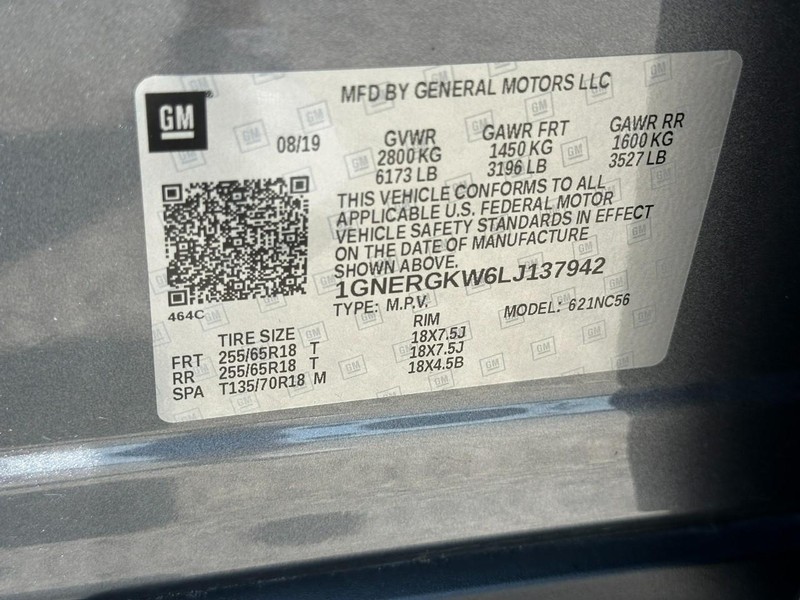 GM
MFD BY GENERAL MOTORS LLC
08/19
GVWR GAWR FRT GAWR RR
2800 KG 1450 KG 1600 KG
6173 LB 3196 LB 3527 LB
THIS VEHICLE CONFORMS TO ALL
APPLICABLE U.S. FEDERAL MOTOR
VEHICLE SAFETY STANDARDS IN EFFECT
ON THE DATE OF MANUFACTURE
SHOWN ABOVE.
1GNERGKW6LJ137942
464C
TYPE: M.P.V. MODEL: 621NC56
TIRE SIZE RIM
FRT 255/65R18 T 18X7.5J
RR 255/65R18 T 18X7.5J
SPA T135/70R18 M 18X4.5B